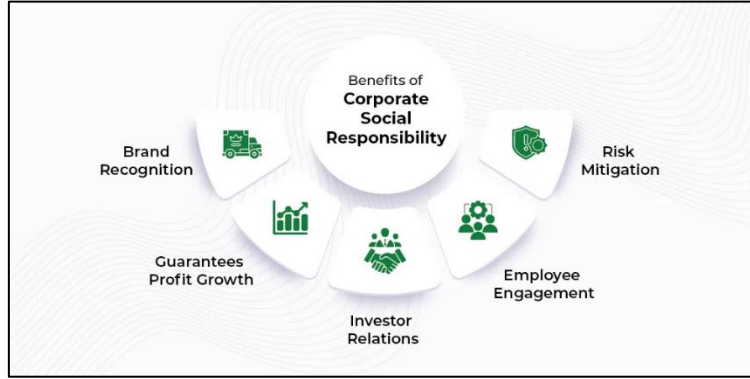 Benefits of
Corporate
Social
Responsibility
Brand
Recognition
Guarantees
Profit Growth
Investor
Relations
Employee
Engagement
Risk
Mitigation